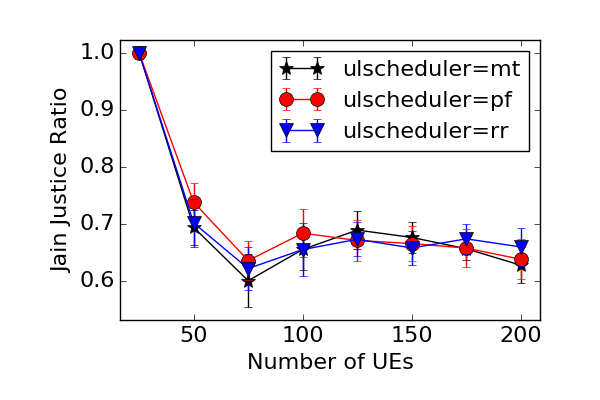 1.0
0.9
0.8
0.7
0.6
Jain Justice Ratio
ulscheduler=mt
ulscheduler=pf
ulscheduler=rr
50
100
150
200
Number of UEs